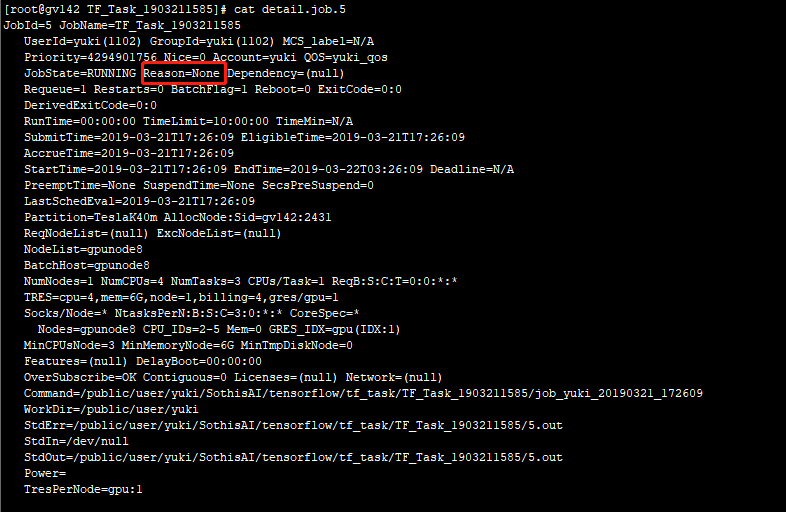 [root@gv142 TF_Task_1903211585]# cat detail.job.5
JobId=5 JobName=TF_Task_1903211585
UserId=yuki(1102) GroupId=yuki(1102) MCS_label=N/A
Priority=4294901756 Nice=0 Account=yuki QOS=yuki_qos
JobState=RUNNING Reason=None Dependency=(null)
Requeue=1 Restarts=0 BatchFlag=1 Reboot=0 ExitCode=0:0
DerivedExitCode=0:0
RunTime=00:00:00 TimeLimit=10:00:00 TimeMin=N/A
SubmitTime=2019-03-21T17:26:09 EligibleTime=2019-03-21T17:26:09
AccrueTime=2019-03-21T17:26:09
StartTime=2019-03-21T17:26:09 EndTime=2019-03-22T03:26:09 Deadline=N/A
PreemptTime=None SuspendTime=None SecsPreSuspend=0
LastSchedEval=2019-03-21T17:26:09
Partition=TeslaK40m AllocNode:Sid=gv142:2431
ReqNodeList=(null) ExcNodeList=(null)
NodeList=gpunode8
BatchHost=gpunode8
NumNodes=1 NumCPUs=4 NumTasks=3 CPUs/Task=1 ReqB:S:C:T=0:0:*:*
TRES=cpu=4,mem=6G,node=1,billing=4,gres/gpu=1
Socks/Node=* NtasksPerN:B:S:C=3:0:*:* CoreSpec=*
Nodes=gpunode8 CPU_IDs=2-5 Mem=0 GRES_IDX=gpu(IDX:1)
MinCPUsNode=3 MinMemoryNode=6G MinTmpDiskNode=0
Features=(null) DelayBoot=00:00:00
OverSubscribe=OK Contiguous=0 Licenses=(null) Network=(null)
Command=/public/user/yuki/SothisAI/tensorflow/tf_task/TF_Task_1903211585/job_yuki_20190321_172609
WorkDir=/public/user/yuki
StdErr=/public/user/yuki/SothisAI/tensorflow/tf_task/TF_Task_1903211585/5.out
StdIn=/dev/null
StdOut=/public/user/yuki/SothisAI/tensorflow/tf_task/TF_Task_1903211585/5.out
Power=
TresPerNode=gpu:1